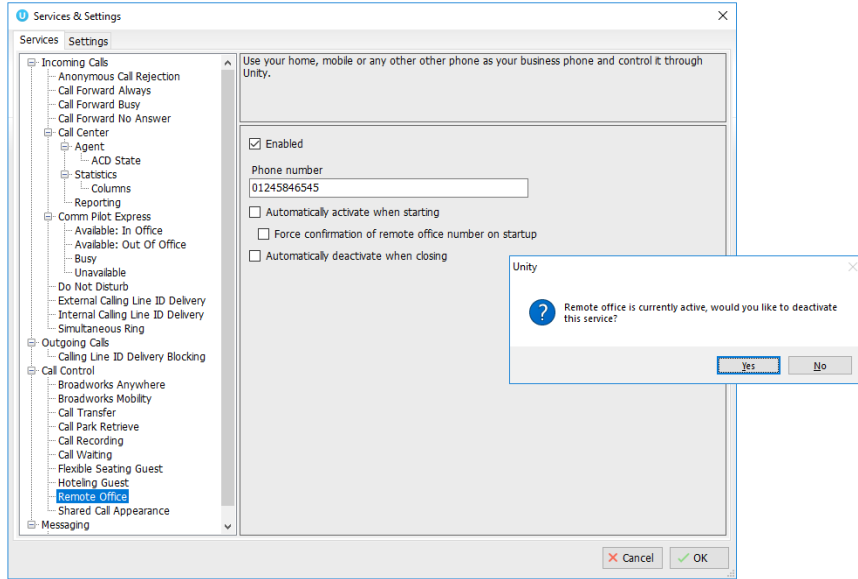 Services & Settings
Services Settings
Incoming Calls
Anonymous Call Rejection
Call Forward Always
Call Forward Busy
Call Forward No Answer
Call Center
Agent
ACD State
Statistics
Columns
Reporting
Comm Pilot Express
Available: In Office
Available: Out Of Office
Busy
Unavailable
Do Not Disturb
External Calling Line ID Delivery
Internal Calling Line ID Delivery
Simultaneous Ring
Outgoing Calls
Calling Line ID Delivery Blocking
Call Control
Broadworks Anywhere
Broadworks Mobility
Call Transfer
Call Park Retrieve
Call Recording
Call Waiting
Flexible Seating Guest
Hoteling Guest
Remote Office
Shared Call Appearance
Messaging
Use your home, mobile or any other other phone as your business phone and control it through
Unity.
Enabled
Phone number
01245846545
Automatically activate when starting
Force confirmation of remote office number on startup
Automatically deactivate when closing
Unity
Remote office is currently active, would you like to deactivate
this service?
Yes No
Cancel OK